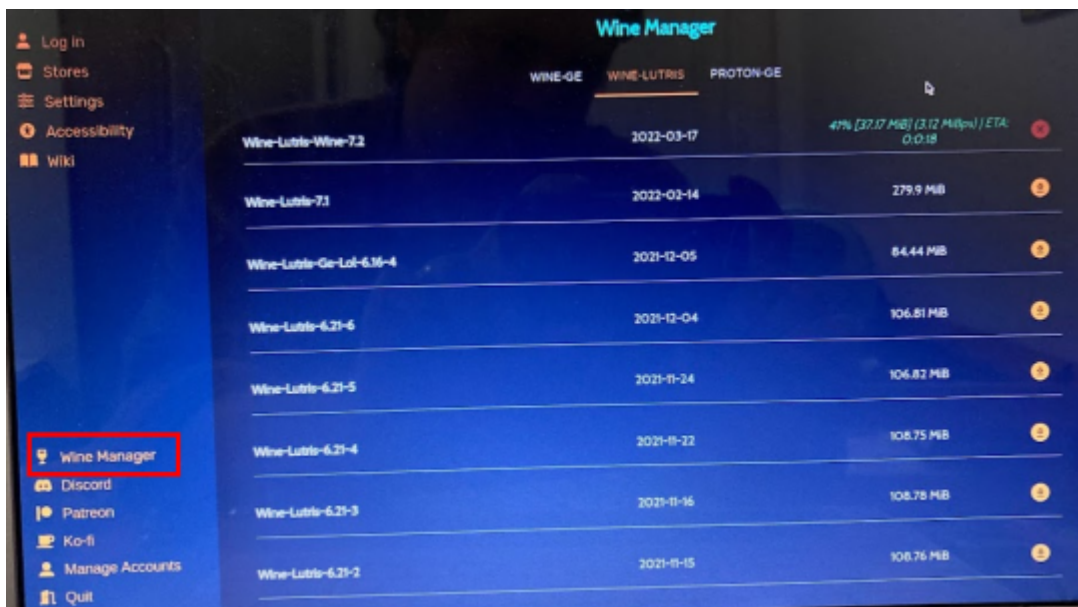 Log in
Stores
Settings
Accessibility
Wiki
Wine Manager
Discord
Patreon
Ko-fi
Manage Accounts
Quit
Wine Manager
WINE-GE WINE-LUTRIS PROTON-GE
Wine-Lutris-Wine-7.2 2022-03-17 41% [37.17 MiB] (3.12 MiBps) | ETA:
0:0:18
Wine-Lutris-7.1 2022-02-14 279.9 MiB
Wine-Lutris-Ge-Lol-6.16-4 2021-12-05 84.44 MiB
Wine-Lutris-6.21-6 2021-12-04 106.81 MiB
Wine-Lutris-6.21-5 2021-11-24 106.82 MiB
Wine-Lutris-6.21-4 2021-11-22 108.75 MiB
Wine-Lutris-6.21-3 2021-11-16 108.78 MiB
Wine-Lutris-6.21-2 2021-11-15 108.76 MiB